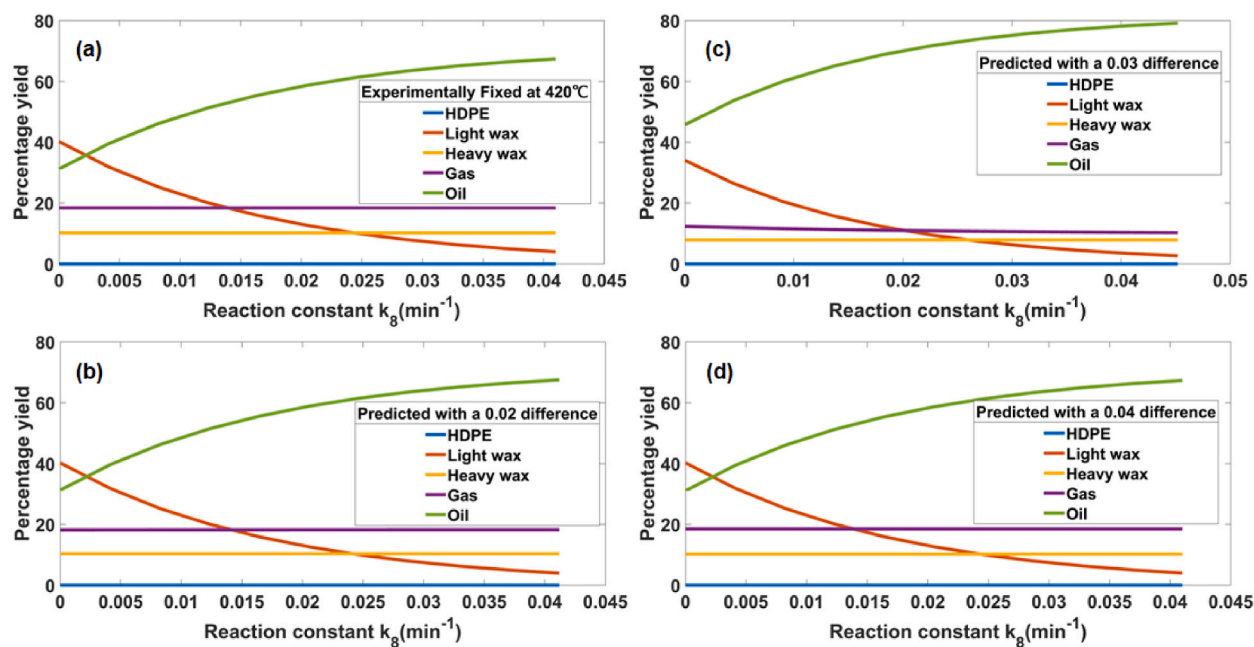 (a)
Percentage yield
80
60
40
20
0
Experimentally Fixed at 420℃
HDPE
Light wax
Heavy wax
Gas
Oil
0 0.005 0.01 0.015 0.02 0.025 0.03 0.035 0.04 0.045
Reaction constant k8(min-1)
(c)
Percentage yield
80
60
40
20
0
Predicted with a 0.03 difference
HDPE
Light wax
Heavy wax
Gas
Oil
0 0.01 0.02 0.03 0.04 0.05
Reaction constant k8(min-1)
(b)
Percentage yield
80
60
40
20
0
Predicted with a 0.02 difference
HDPE
Light wax
Heavy wax
Gas
Oil
0 0.005 0.01 0.015 0.02 0.025 0.03 0.035 0.04 0.045
Reaction constant k8(min-1)
(d)
Percentage yield
80
60
40
20
0
Predicted with a 0.04 difference
HDPE
Light wax
Heavy wax
Gas
Oil
0 0.005 0.01 0.015 0.02 0.025 0.03 0.035 0.04 0.045
Reaction constant k8(min-1)